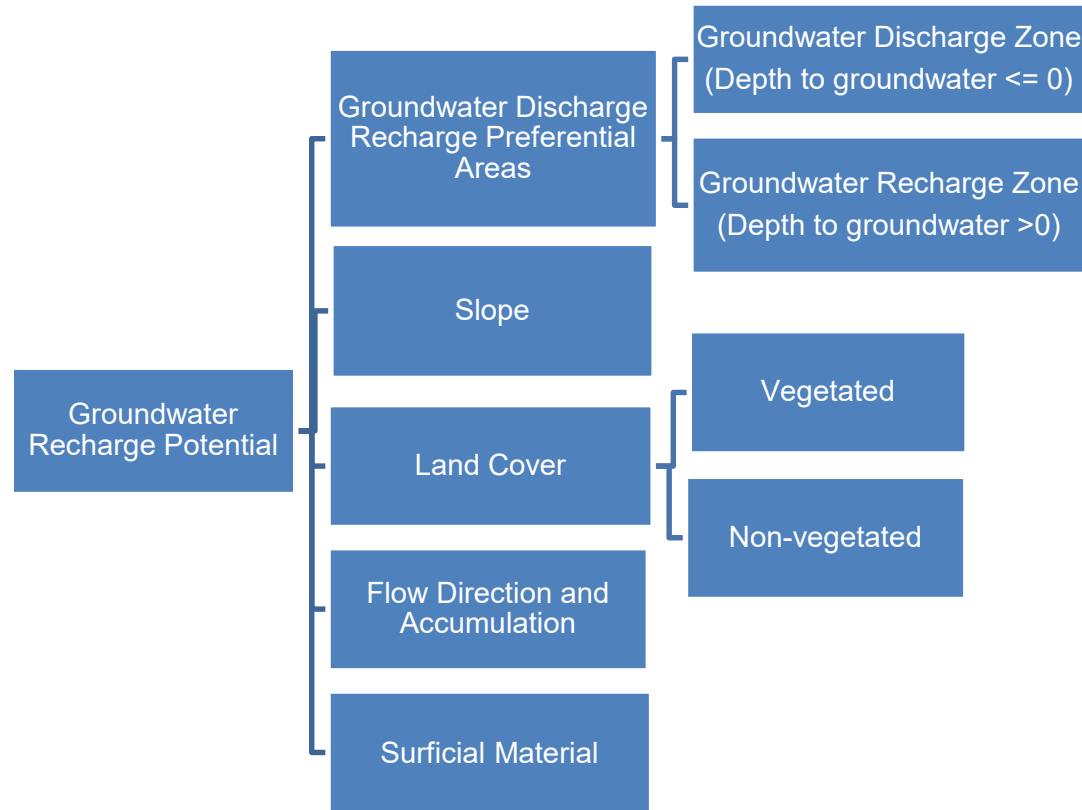 Groundwater
Recharge Potential
Groundwater Discharge
Recharge Preferential
Areas
Groundwater Discharge Zone
(Depth to groundwater <= 0)
Groundwater Recharge Zone
(Depth to groundwater >0)
Slope
Land Cover
Vegetated
Non-vegetated
Flow Direction and
Accumulation
Surficial Material